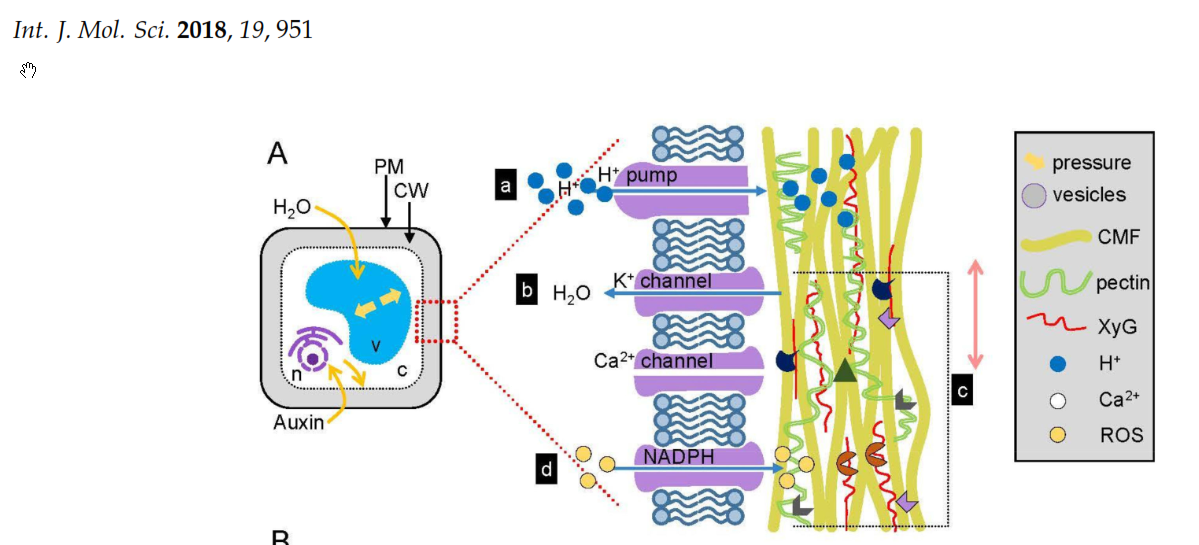 Int. J. Mol. Sci. 2018, 19, 951
A
PM
CW
H₂O
v
n
c
Auxin
a
H⁺
H⁺ pump
b
H₂O
K⁺ channel
Ca²⁺ channel
c
d
NADPH
pressure
vesicles
CMF
pectin
XyG
H⁺
Ca²⁺
ROS
B